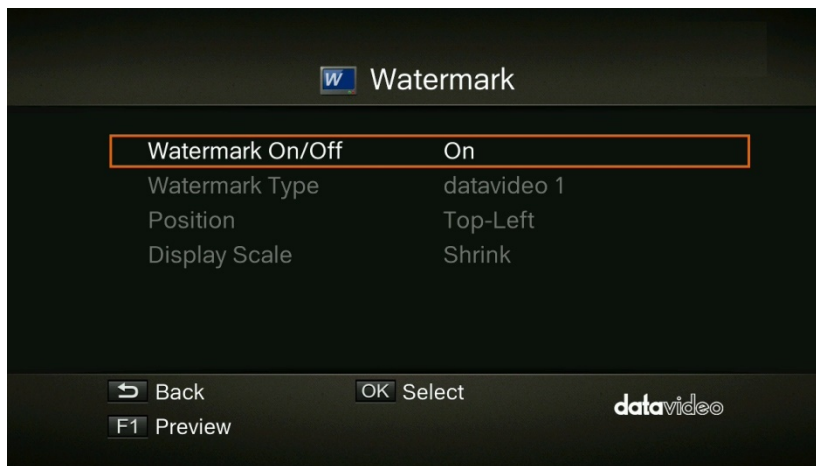 W Watermark
Watermark On/Off On
Watermark Type datavideo 1
Position Top-Left
Display Scale Shrink
Back OK Select
F1 Preview
datavideo